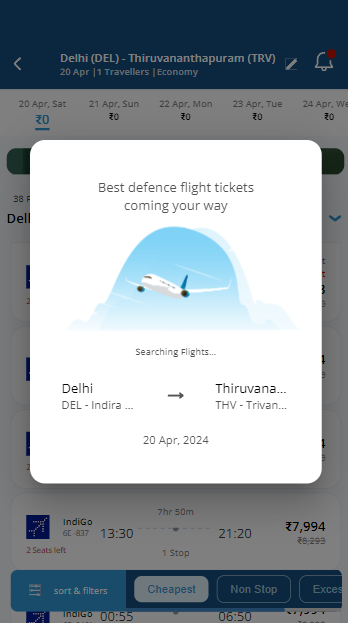 Delhi (DEL) - Thiruvananthapuram (TRV)
20 Apr |1 Travellers |Economy
20 Apr, Sat
21 Apr, Sun
22 Apr, Mon
23 Apr, Tue
24 Apr, We
₹0
₹0
₹0
₹0
₹0
38 F
Delh
Best defence flight tickets
coming your way
Searching Flights...
Delhi
Thiruvana...
DEL - Indira ...
THV - Trivan...
20 Apr, 2024
7hr 50m
IndiGo
6E-837
13:30
21:20
₹7,994
₹8,293
2 Seats left
1 Stop
sort & filters
Cheapest
Non Stop
Exces
IndiGo
00:55
06:50
₹7,994